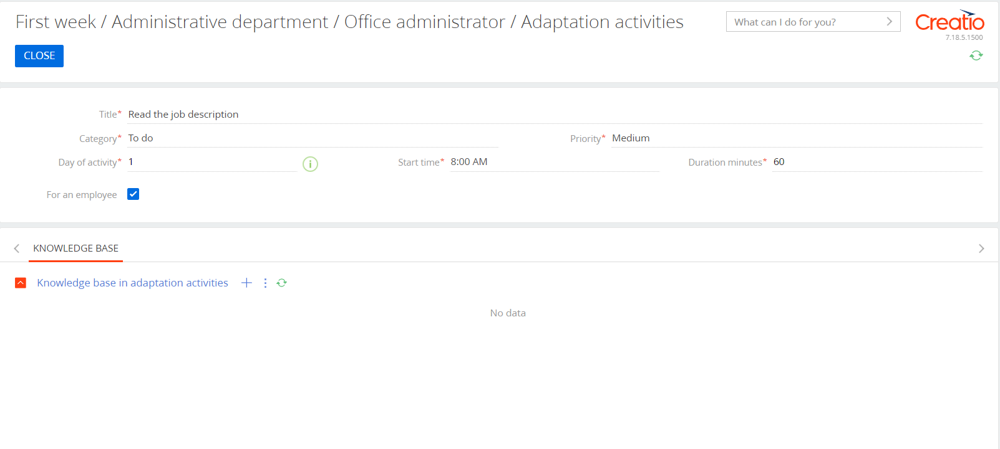 First week / Administrative department / Office administrator / Adaptation activities
What can I do for you?
Creatio
7.18.5.1500
CLOSE
Title* Read the job description
Category* To do
Priority* Medium
Day of activity* 1
Start time* 8:00 AM
Duration minutes* 60
For an employee
KNOWLEDGE BASE
Knowledge base in adaptation activities
No data